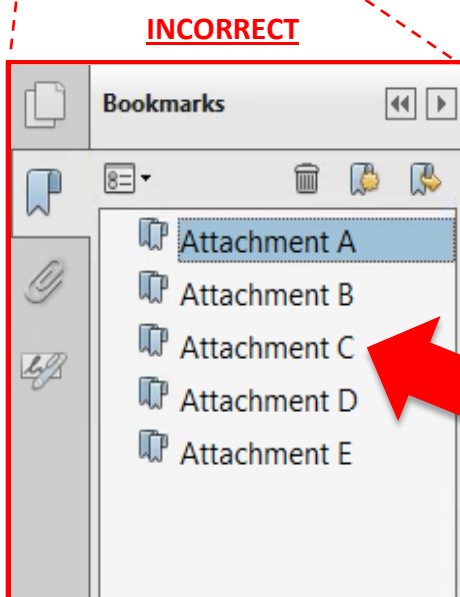 INCORRECT
Bookmarks
Attachment A
Attachment B
Attachment C
Attachment D
Attachment E